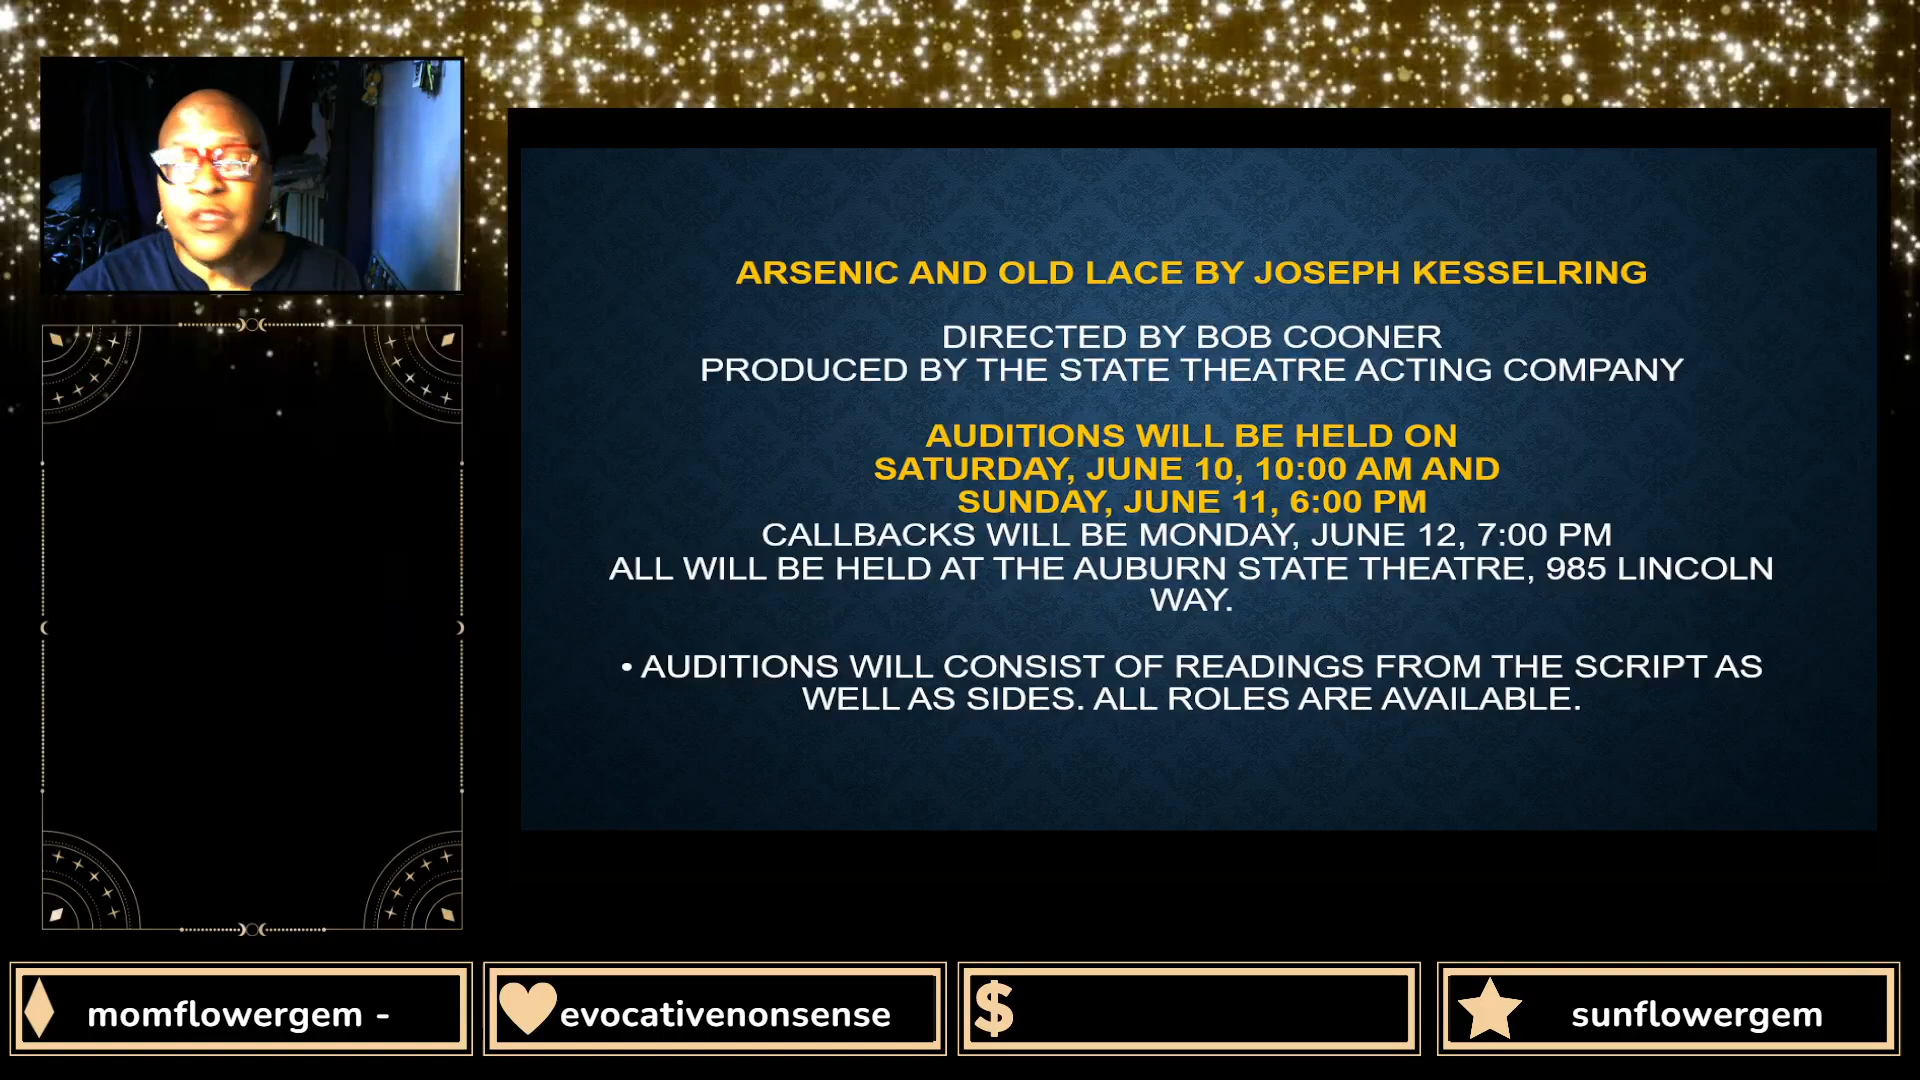 ARSENIC AND OLD LACE BY JOSEPH KESSELRING
DIRECTED BY BOB COONER
PRODUCED BY THE STATE THEATRE ACTING COMPANY
AUDITIONS WILL BE HELD ON
SATURDAY, JUNE 10, 10:00 AM AND
SUNDAY, JUNE 11, 6:00 PM
CALLBACKS WILL BE MONDAY, JUNE 12, 7:00 PM
ALL WILL BE HELD AT THE AUBURN STATE THEATRE, 985 LINCOLN
WAY.
• AUDITIONS WILL CONSIST OF READINGS FROM THE SCRIPT AS
WELL AS SIDES. ALL ROLES ARE AVAILABLE.
momflowergem -
evocativenonsense
$
sunflowergem